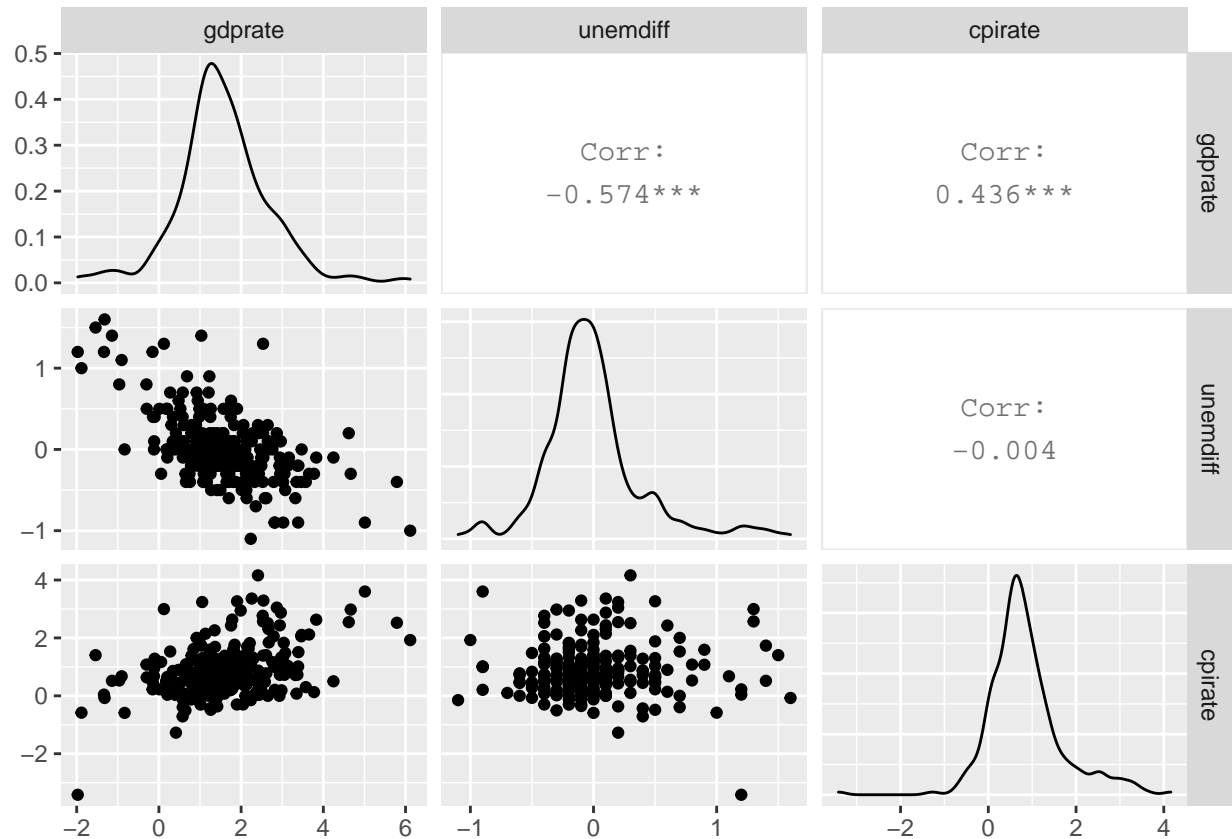 gdprate unemdiff cpirate
0.5
0.4
0.3
0.2
0.1
0.0
Corr:
−0.574***
Corr:
0.436***
gdprate
1
0
−1
Corr:
−0.004
unemdiff
4
2
0
−2
cpirate
−2 0 2 4 6 −1 0 1 −2 0 2 4